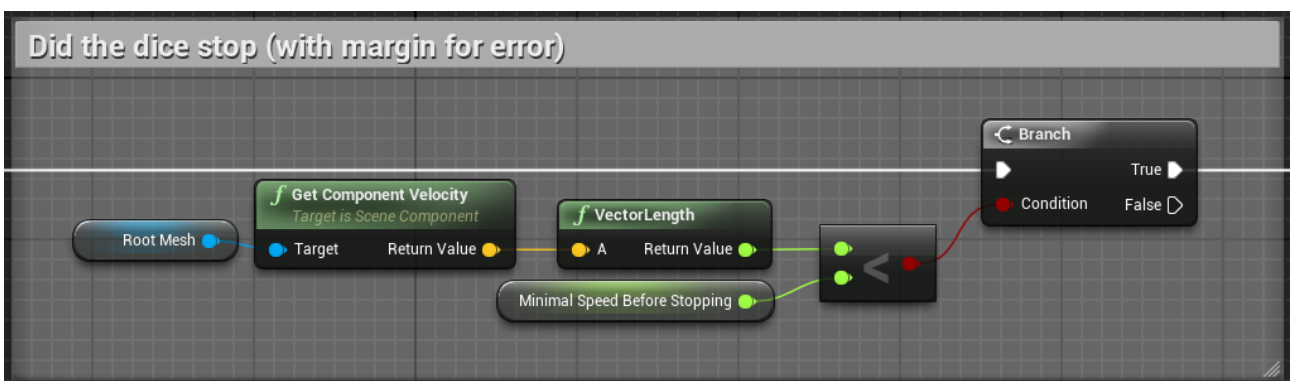 Did the dice stop (with margin for error)
Branch
True
Condition
False
f Get Component Velocity
Target is Scene Component
Root Mesh
Target
Return Value
f VectorLength
A
Return Value
Minimal Speed Before Stopping
<